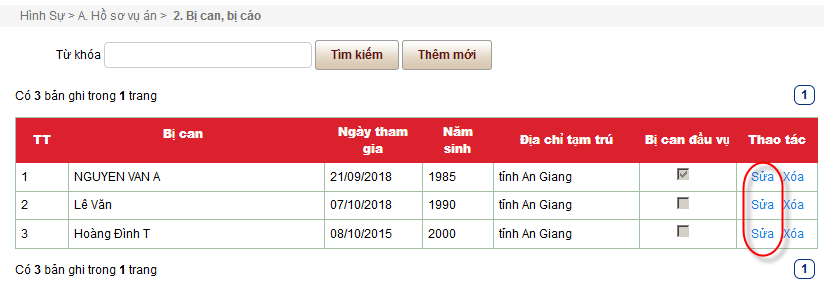 Hình Sự > A. Hồ sơ vụ án > 2. Bị can, bị cáo
Từ khóa Tìm kiếm Thêm mới
Có 3 bản ghi trong 1 trang 1
TT Bị can Ngày tham gia Năm sinh Địa chỉ tạm trú Bị can đầu vụ Thao tác
1 NGUYEN VAN A 21/09/2018 1985 tỉnh An Giang Sửa Xóa
2 Lê Văn 07/10/2018 1990 tỉnh An Giang Sửa Xóa
3 Hoàng Đình T 08/10/2015 2000 tỉnh An Giang Sửa Xóa
Có 3 bản ghi trong 1 trang 1